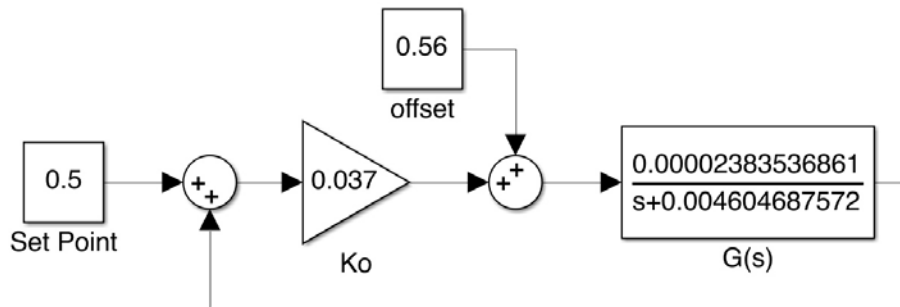 0.56
offset
0.5
Set Point
+
+
0.037
Ko
+
+
0.00002383536861
s+0.004604687572
G(s)